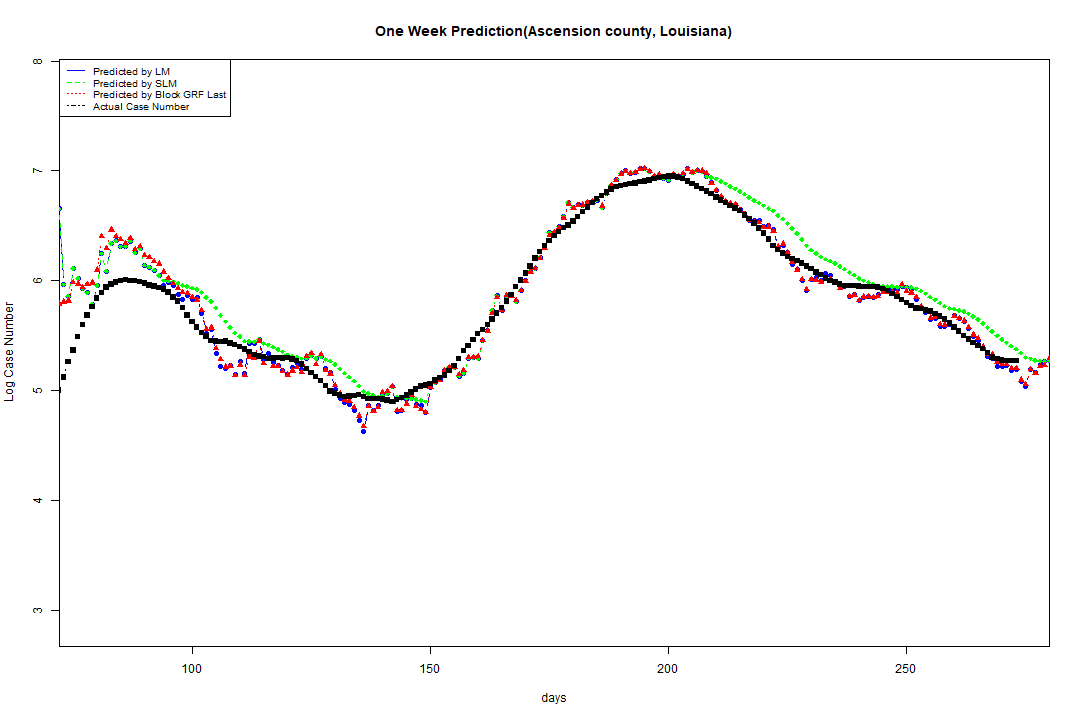 One Week Prediction(Ascension county, Louisiana)
Predicted by LM
Predicted by SLM
Predicted by Block GRF Last
Actual Case Number
Log Case Number
8
7
6
5
4
3
100 150 200 250
days